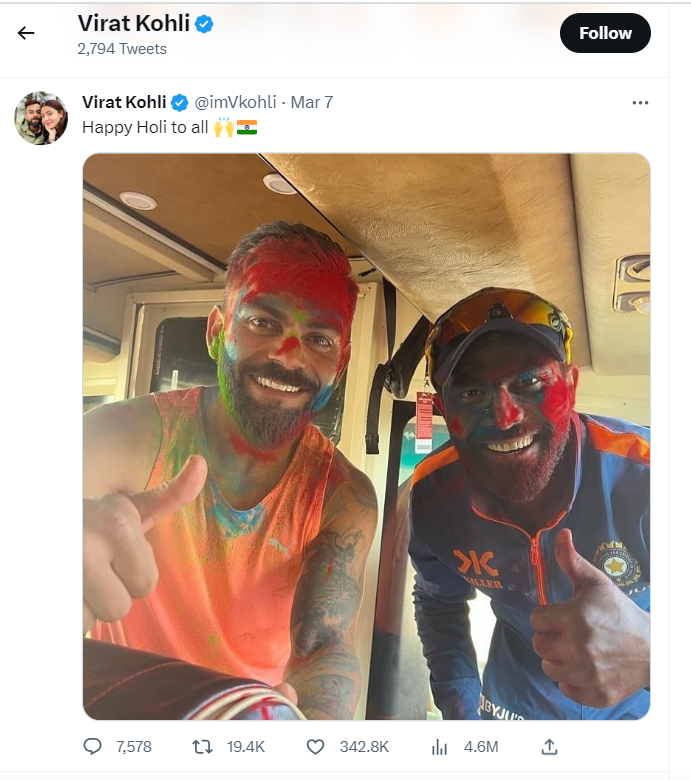 Virat Kohli
2,794 Tweets
Follow
Virat Kohli @imVkohli · Mar 7
Happy Holi to all 🙌🇮🇳
KILLER
BYJU'S
7,578 19.4K 342.8K 4.6M